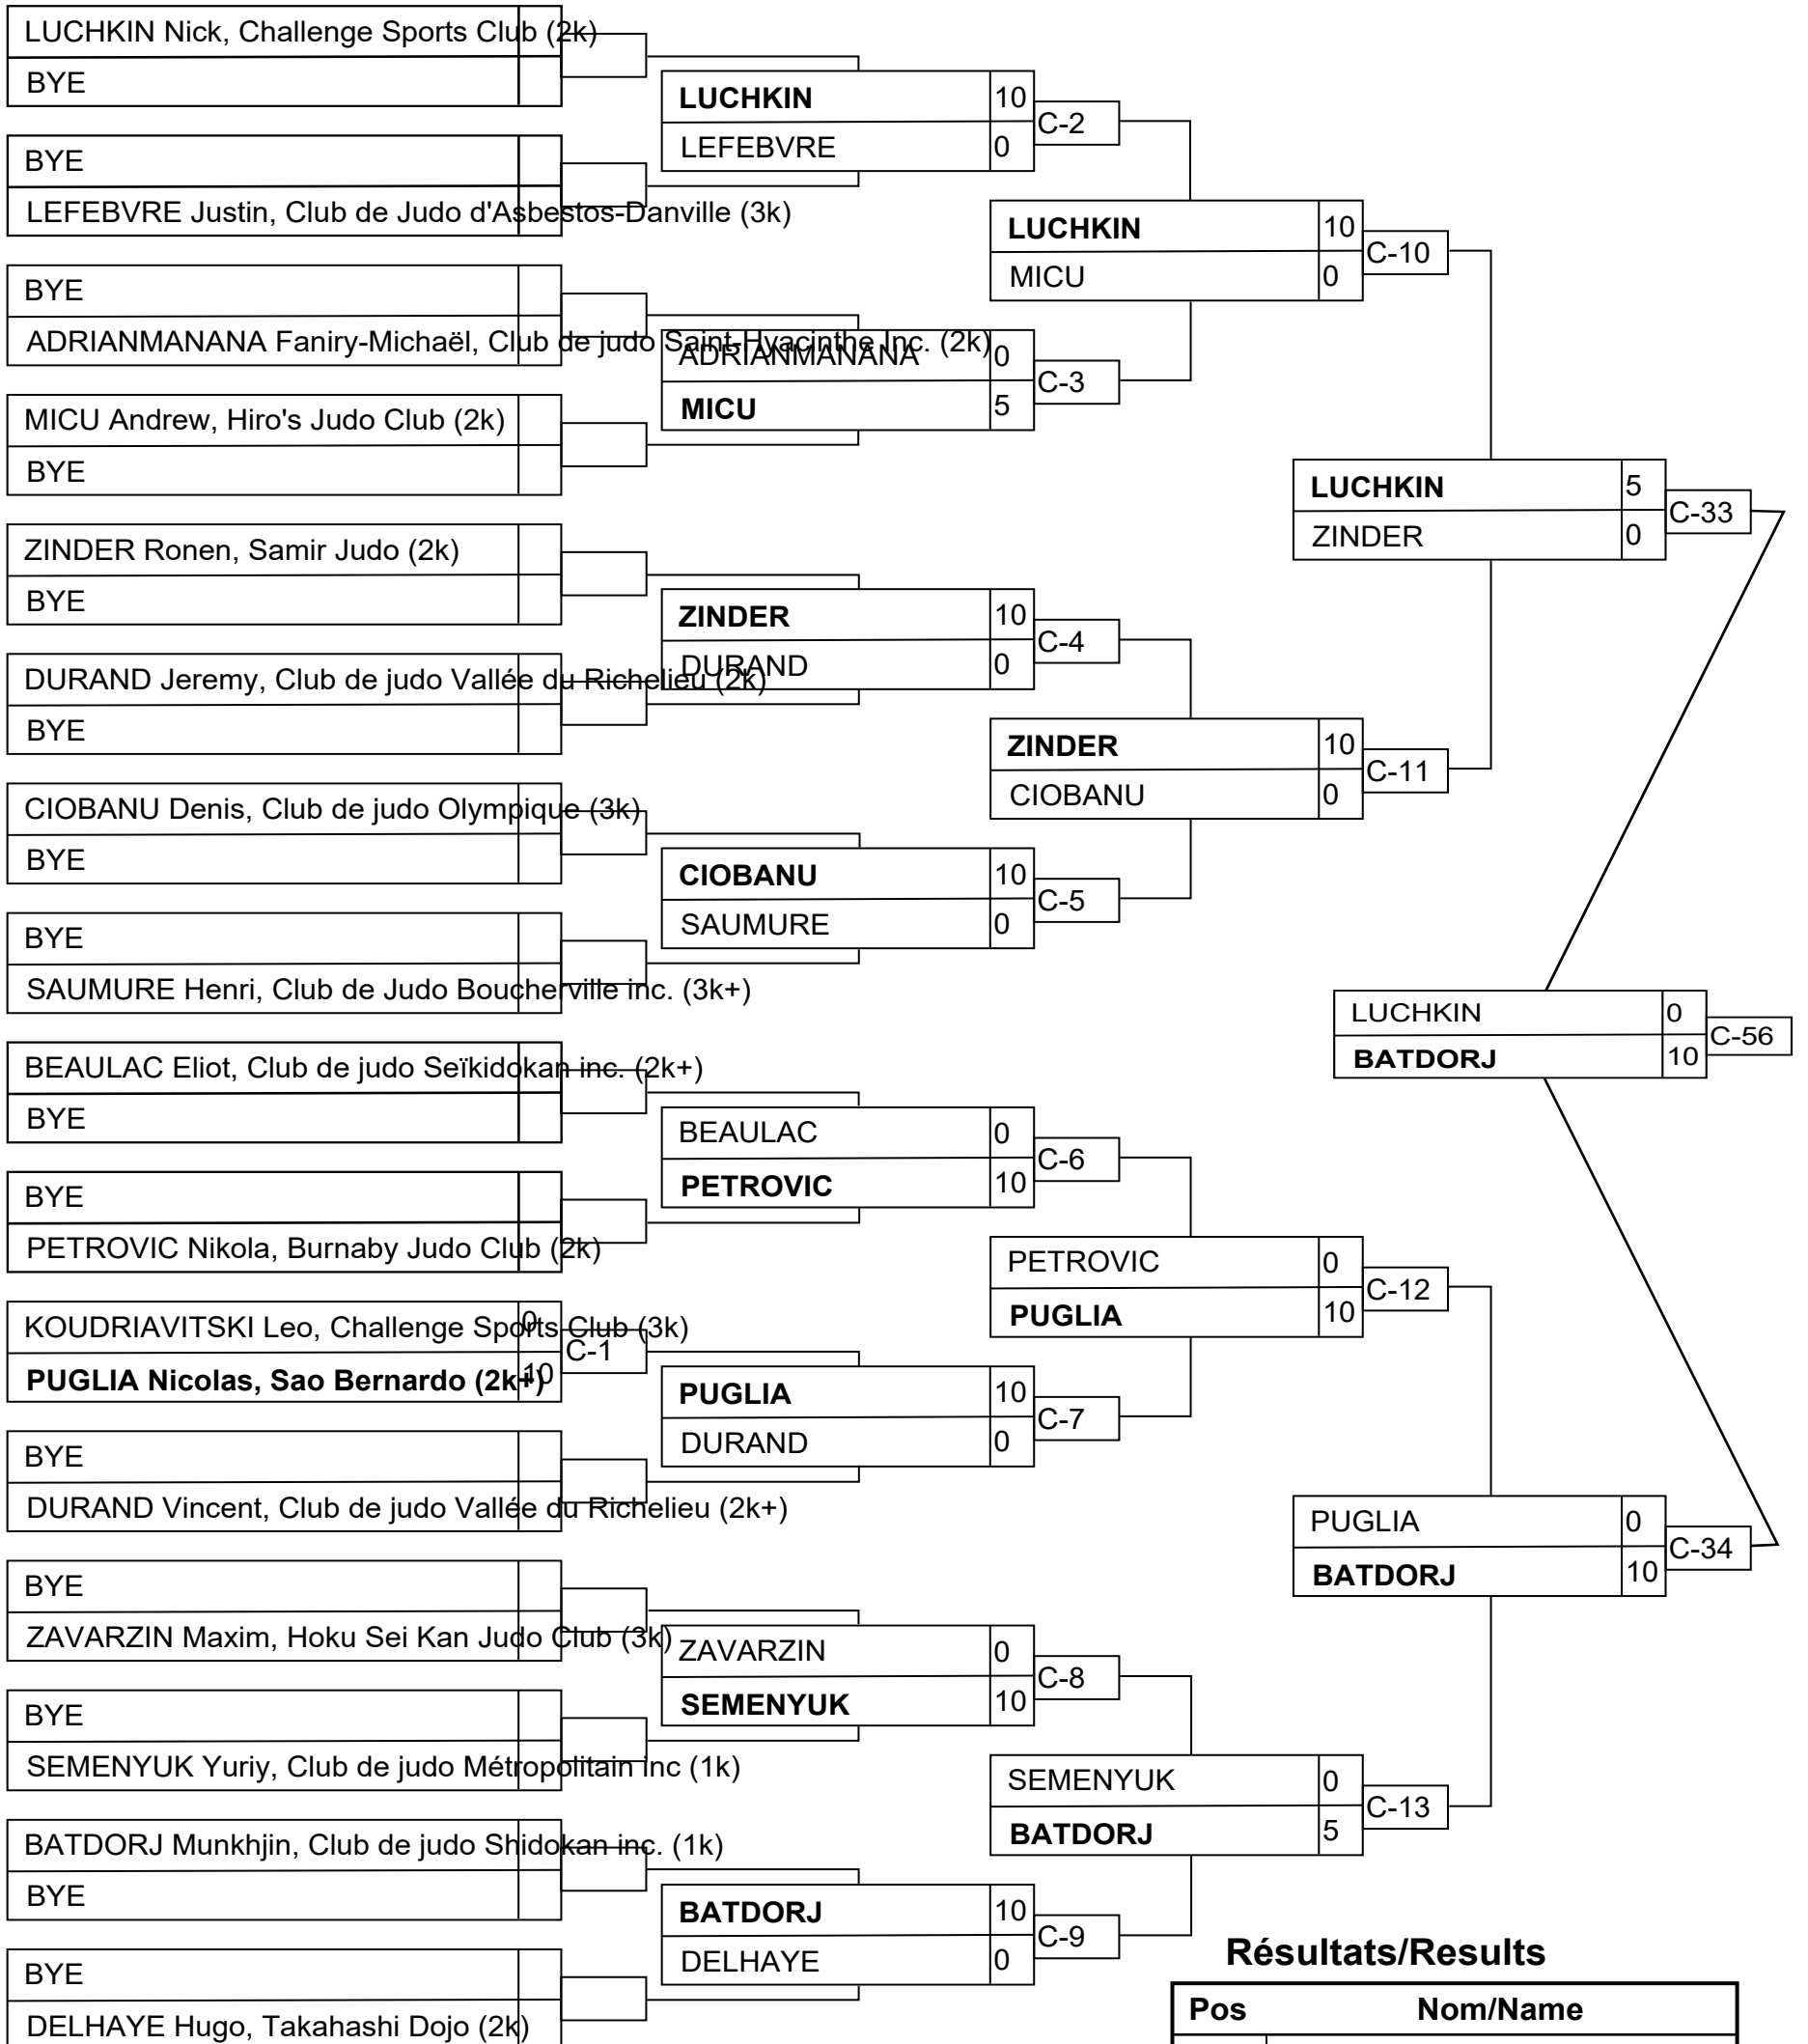 LUCHKIN Nick, Challenge Sports Club (2k)
BYE
BYE
LEFEBVRE Justin, Club de Judo d'Asbestos-Danville (3k)
BYE
ADRIANMANANA Faniry-Michaël, Club de judo Saint-Hyacinthe Inc. (2k)
MICU Andrew, Hiro's Judo Club (2k)
BYE
ZINDER Ronen, Samir Judo (2k)
BYE
DURAND Jeremy, Club de judo Vallée du Richelieu (2k)
BYE
CIOBANU Denis, Club de judo Olympique (3k)
BYE
BYE
SAUMURE Henri, Club de Judo Boucherville inc. (3k+)
BEAULAC Eliot, Club de judo Seïkidokan inc. (2k+)
BYE
BYE
PETROVIC Nikola, Burnaby Judo Club (2k)
KOUDRIAVITSKI Leo, Challenge Sports Club (3k) 0
PUGLIA Nicolas, Sao Bernardo (2k+) 10
C-1
BYE
DURAND Vincent, Club de judo Vallée du Richelieu (2k+)
BYE
ZAVARZIN Maxim, Hoku Sei Kan Judo Club (3k)
BYE
SEMENYUK Yuriy, Club de judo Métropolitain inc (1k)
BATDORJ Munkhjin, Club de judo Shidokan inc. (1k)
BYE
BYE
DELHAYE Hugo, Takahashi Dojo (2k)
LUCHKIN 10
LEFEBVRE 0
C-2
ADRIANMANANA 0
MICU 5
C-3
ZINDER 10
DURAND 0
C-4
CIOBANU 10
SAUMURE 0
C-5
BEAULAC 0
PETROVIC 10
C-6
PUGLIA 10
DURAND 0
C-7
ZAVARZIN 0
SEMENYUK 10
C-8
BATDORJ 10
DELHAYE 0
C-9
LUCHKIN 10
MICU 0
C-10
ZINDER 10
CIOBANU 0
C-11
PETROVIC 0
PUGLIA 10
C-12
SEMENYUK 0
BATDORJ 5
C-13
LUCHKIN 5
ZINDER 0
C-33
PUGLIA 0
BATDORJ 10
C-34
LUCHKIN 0
BATDORJ 10
C-56
Résultats/Results
Pos Nom/Name